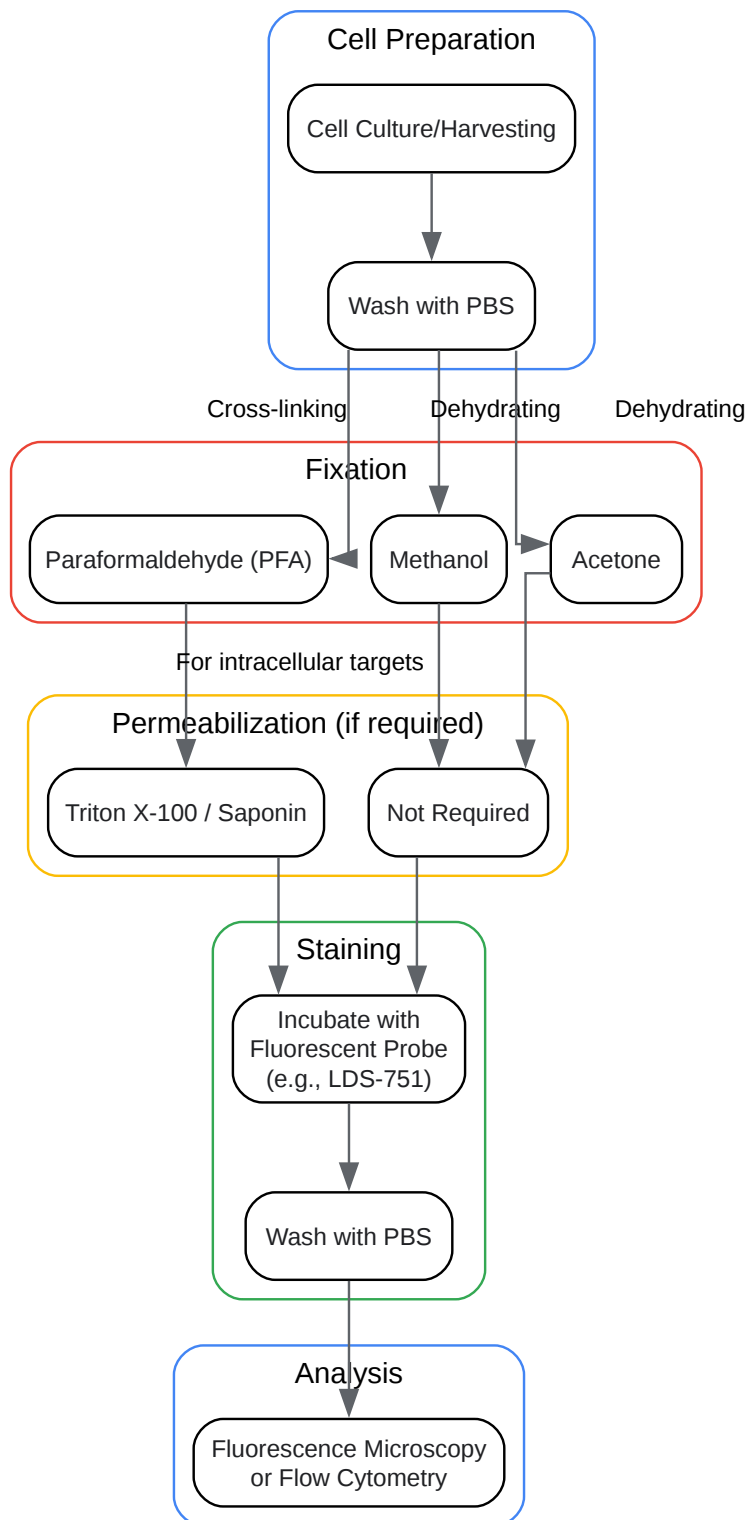 Cell Preparation
Cell Culture/Harvesting
Wash with PBS
Cross-linking
Dehydrating
Dehydrating
Fixation
Paraformaldehyde (PFA)
Methanol
Acetone
For intracellular targets
Permeabilization (if required)
Triton X-100 / Saponin
Not Required
Staining
Incubate with
Fluorescent Probe
(e.g., LDS-751)
Wash with PBS
Analysis
Fluorescence Microscopy
or Flow Cytometry